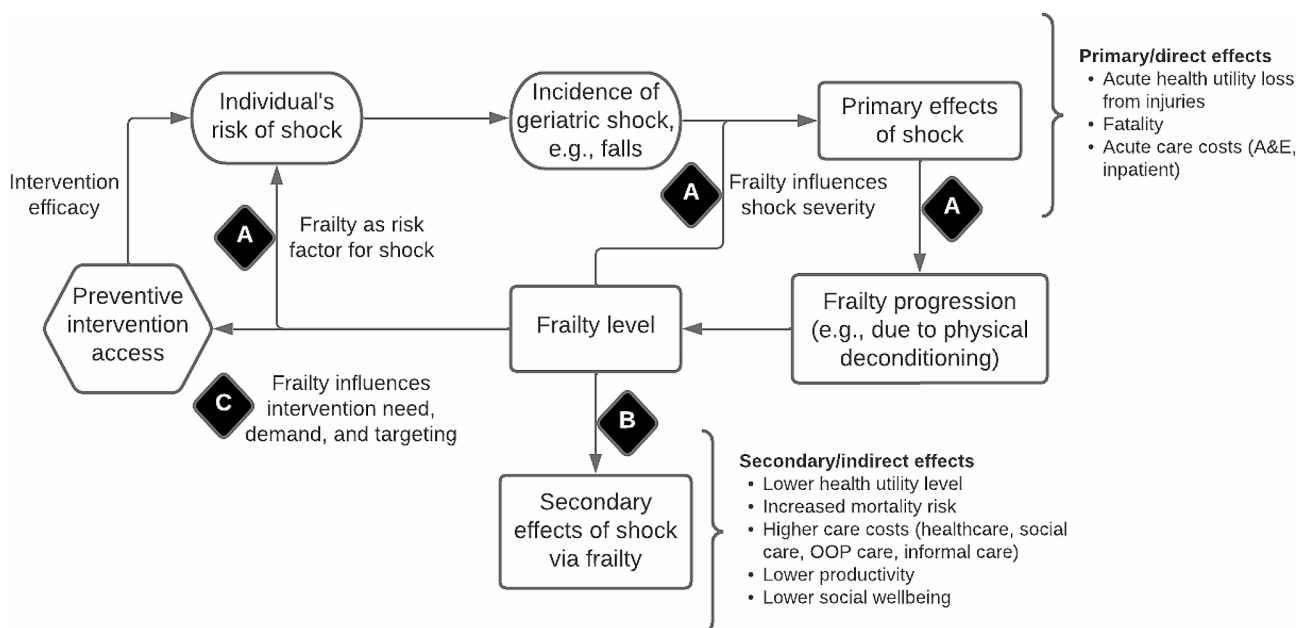 Individual's
risk of shock
Incidence of
geriatric shock,
e.g., falls
Primary effects
of shock
Primary/direct effects
• Acute health utility loss
from injuries
• Fatality
• Acute care costs (A&E,
inpatient)
Intervention
efficacy
A
Frailty as risk
factor for shock
A
Frailty influences
shock severity
A
Preventive
intervention
access
Frailty level
Frailty progression
(e.g., due to physical
deconditioning)
C
Frailty influences
intervention need,
demand, and targeting
B
Secondary
effects of shock
via frailty
Secondary/indirect effects
• Lower health utility level
• Increased mortality risk
• Higher care costs (healthcare, social
care, OOP care, informal care)
• Lower productivity
• Lower social wellbeing